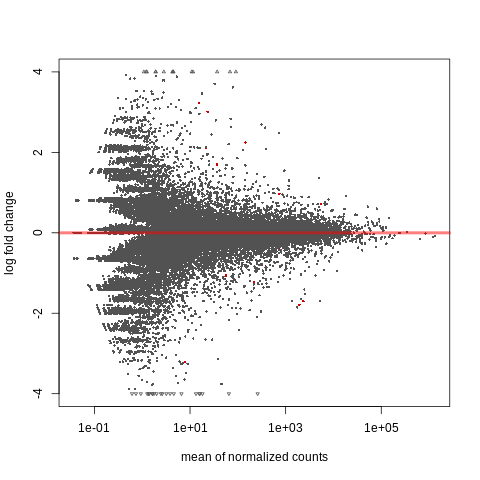 4
2
0
-2
-4
log fold change
1e-01
1e+01
1e+03
1e+05
mean of normalized counts